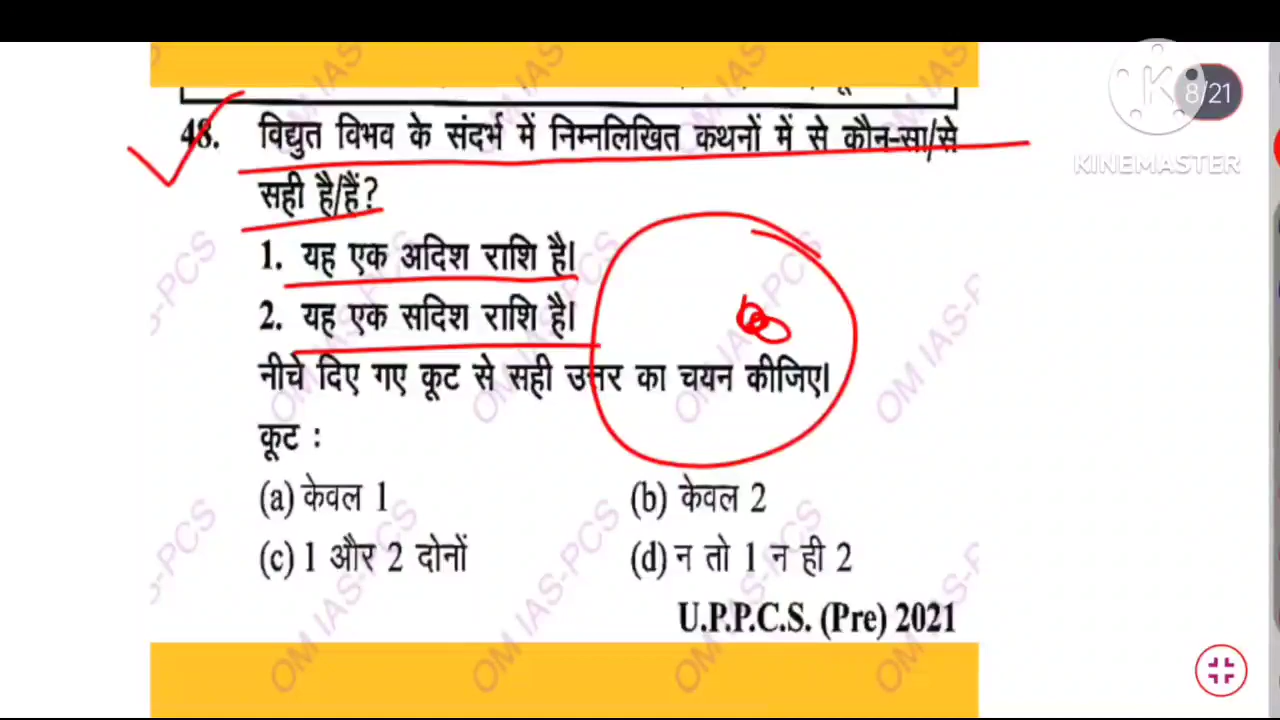 8/21
KINEMASTER
48. विद्युत विभव के संदर्भ में निम्नलिखित कथनों में से कौन-सा/से
सही है/हैं?
1. यह एक अदिश राशि है।
2. यह एक सदिश राशि है।
नीचे दिए गए कूट से सही उत्तर का चयन कीजिए।
कूट :
(a) केवल 1 (b) केवल 2
(c) 1 और 2 दोनों (d) न तो 1 न ही 2
U.P.P.C.S. (Pre) 2021
OM IAS-PCS